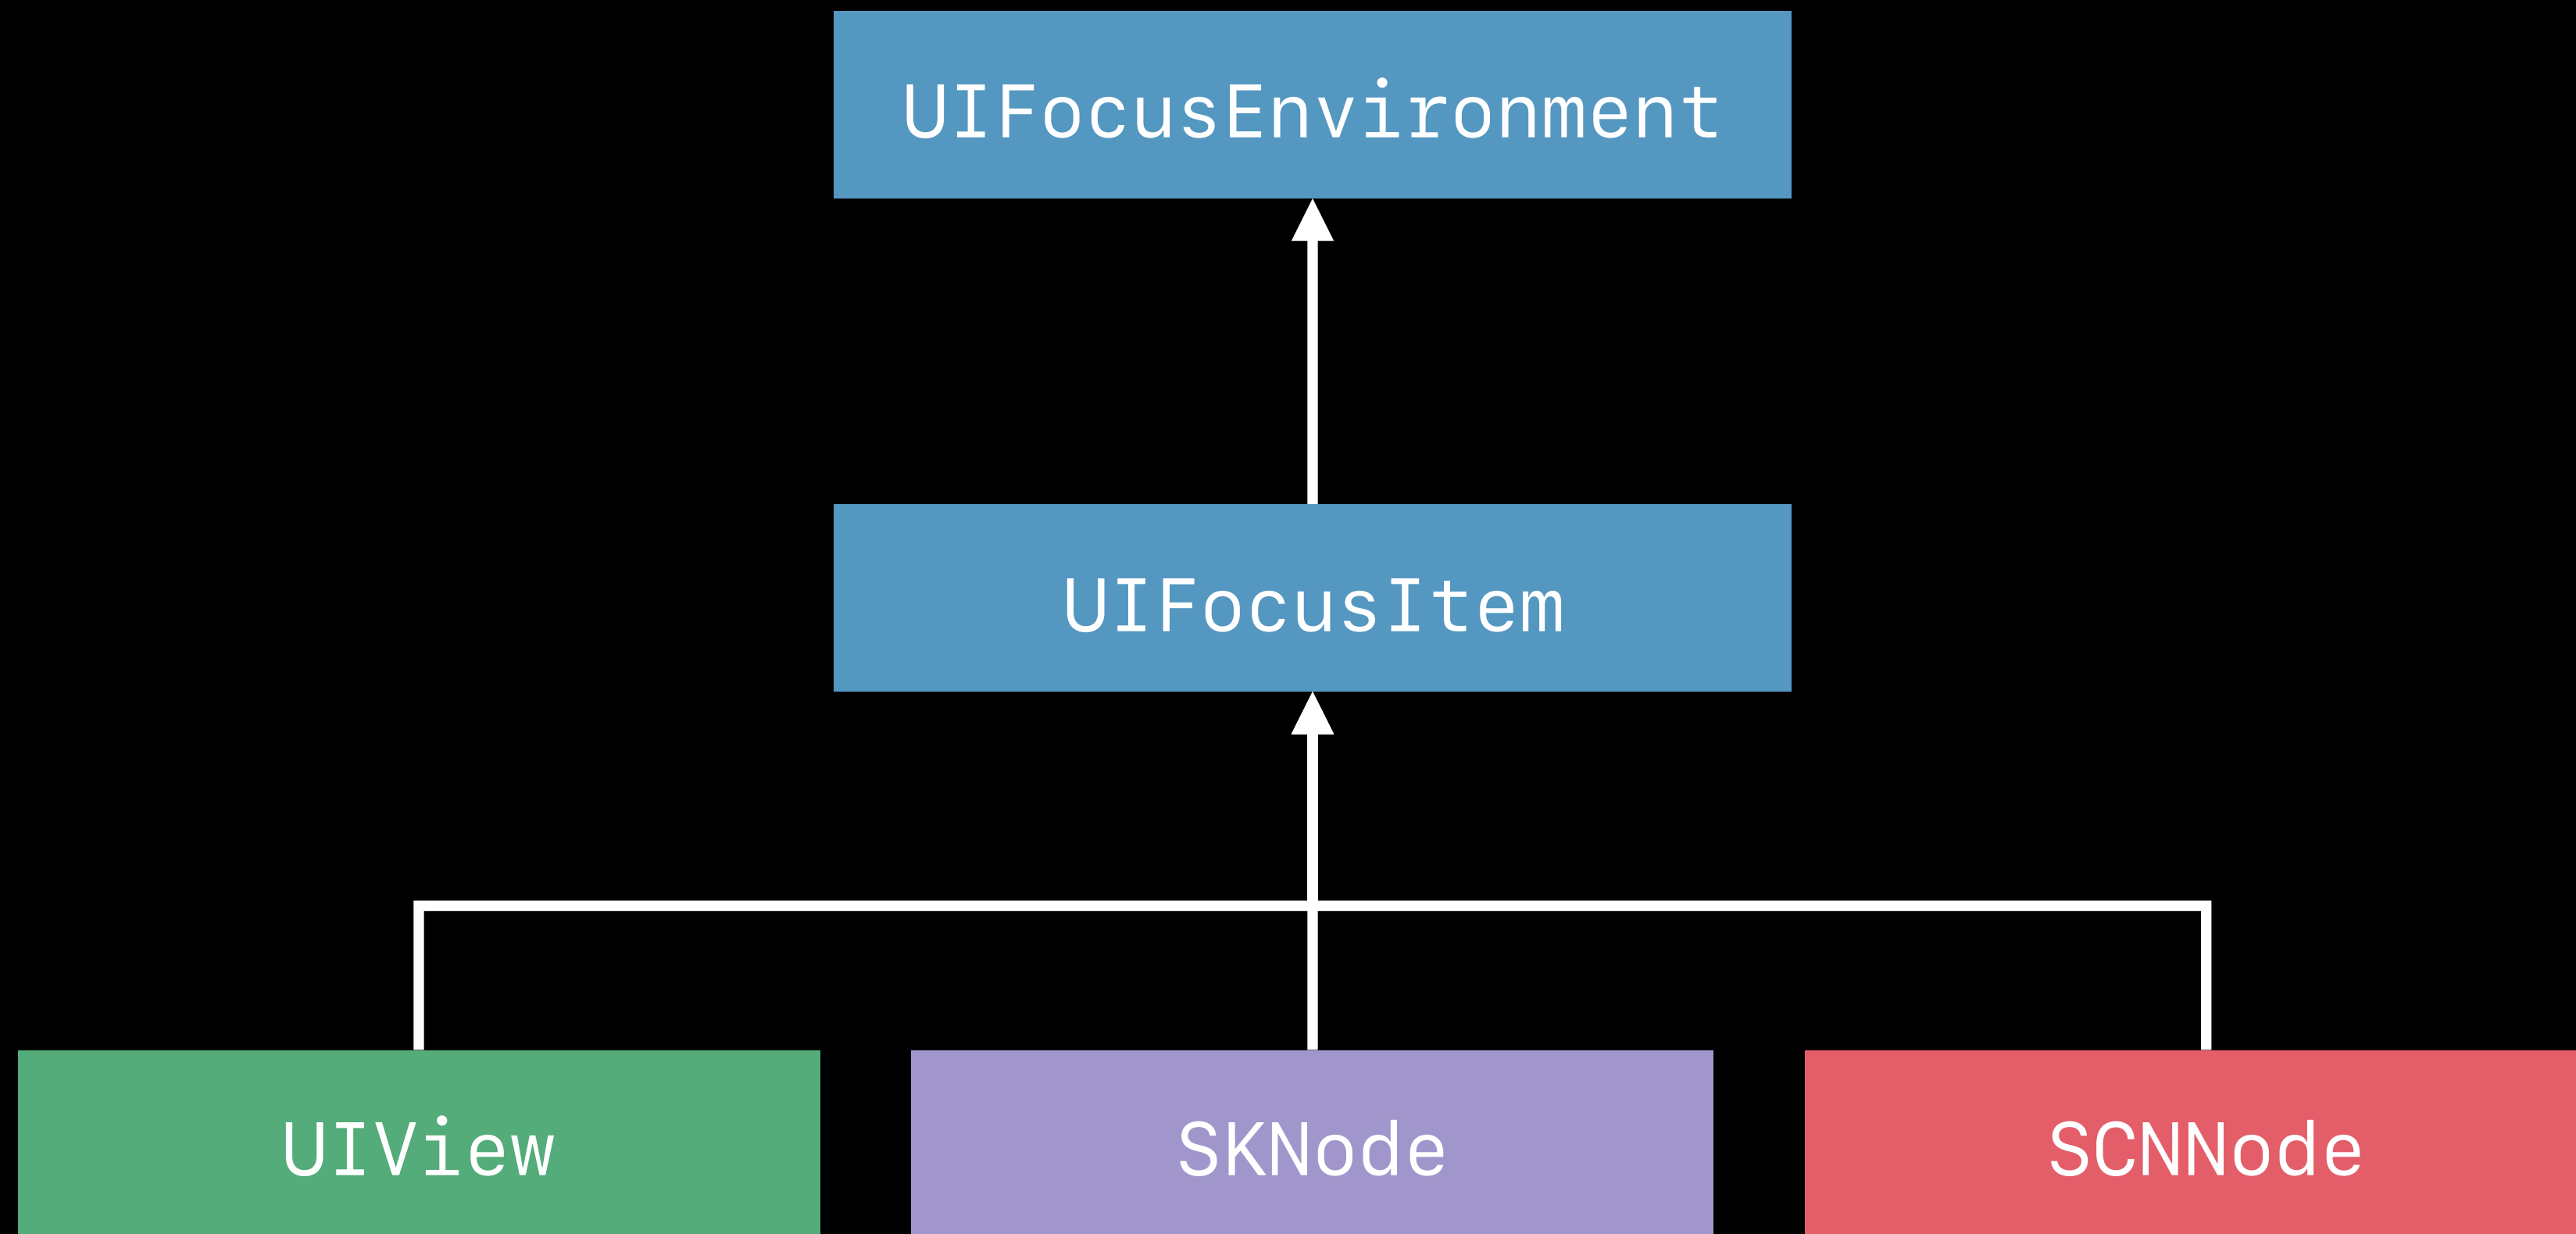 UIFocusEnvironment
UIFocusItem
UIView
SKNode
SCNNode